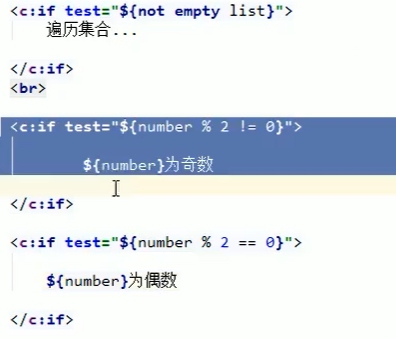 <c:if test="${not empty list}">
遍历集合...
</c:if>
<br>
<c:if test="${number % 2 != 0}">
${number}为奇数
</c:if>
<c:if test="${number % 2 == 0}">
${number}为偶数
</c:if>